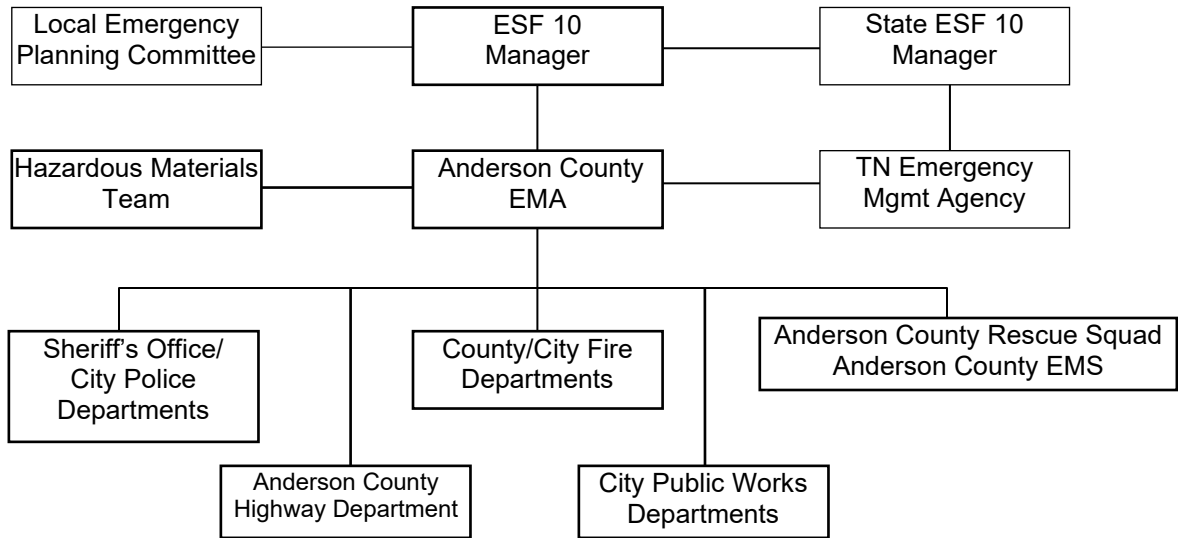 Local Emergency
Planning Committee
ESF 10
Manager
State ESF 10
Manager
Hazardous Materials
Team
Anderson County
EMA
TN Emergency
Mgmt Agency
Sheriff's Office/
City Police
Departments
County/City Fire
Departments
Anderson County Rescue Squad
Anderson County EMS
Anderson County
Highway Department
City Public Works
Departments